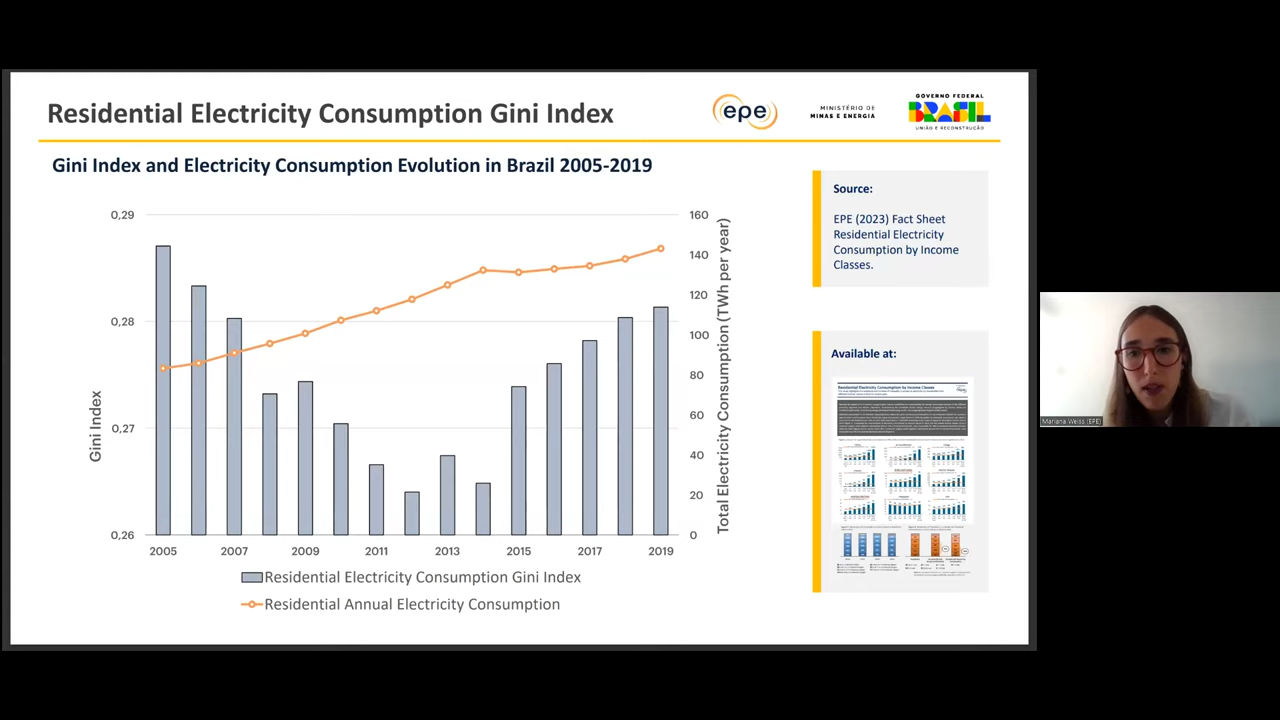 Residential Electricity Consumption Gini Index
epe
MINISTÉRIO DE
MINAS E ENERGIA
GOVERNO FEDERAL
BRASIL
UNIÃO E RECONSTRUÇÃO
Gini Index and Electricity Consumption Evolution in Brazil 2005-2019
Gini Index
0,29
0,28
0,27
0,26
160
140
120
100
80
60
40
20
0
Total Electricity Consumption (TWh per year)
2005
2007
2009
2011
2013
2015
2017
2019
Residential Electricity Consumption Gini Index
Residential Annual Electricity Consumption
Source:
EPE (2023) Fact Sheet
Residential Electricity
Consumption by Income
Classes.
Available at:
Residential Electricity Consumption by Income Classes
Mariana Weiss (EPE)